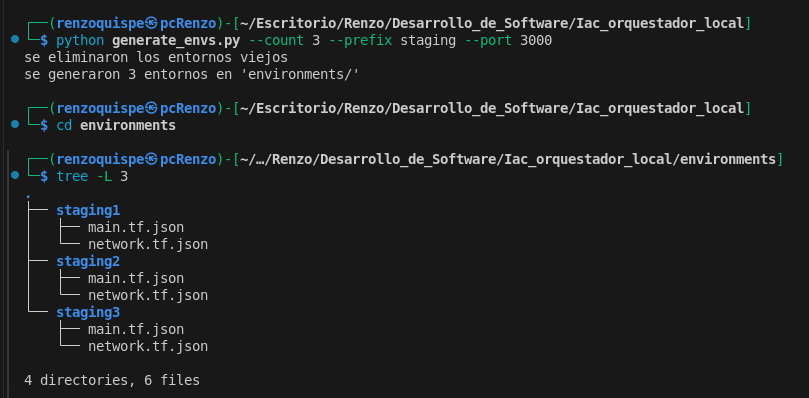 ┌──(renzoquispe㉿pcRenzo)-[~/Escritorio/Renzo/Desarrollo_de_Software/Iac_orquestador_local]
└─$ python generate_envs.py --count 3 --prefix staging --port 3000
se eliminaron los entornos viejos
se generaron 3 entornos en 'environments/'
┌──(renzoquispe㉿pcRenzo)-[~/Escritorio/Renzo/Desarrollo_de_Software/Iac_orquestador_local]
└─$ cd environments
┌──(renzoquispe㉿pcRenzo)-[~/…/Renzo/Desarrollo_de_Software/Iac_orquestador_local/environments]
└─$ tree -L 3
.
├── staging1
│   ├── main.tf.json
│   └── network.tf.json
├── staging2
│   ├── main.tf.json
│   └── network.tf.json
└── staging3
    ├── main.tf.json
    └── network.tf.json
4 directories, 6 files